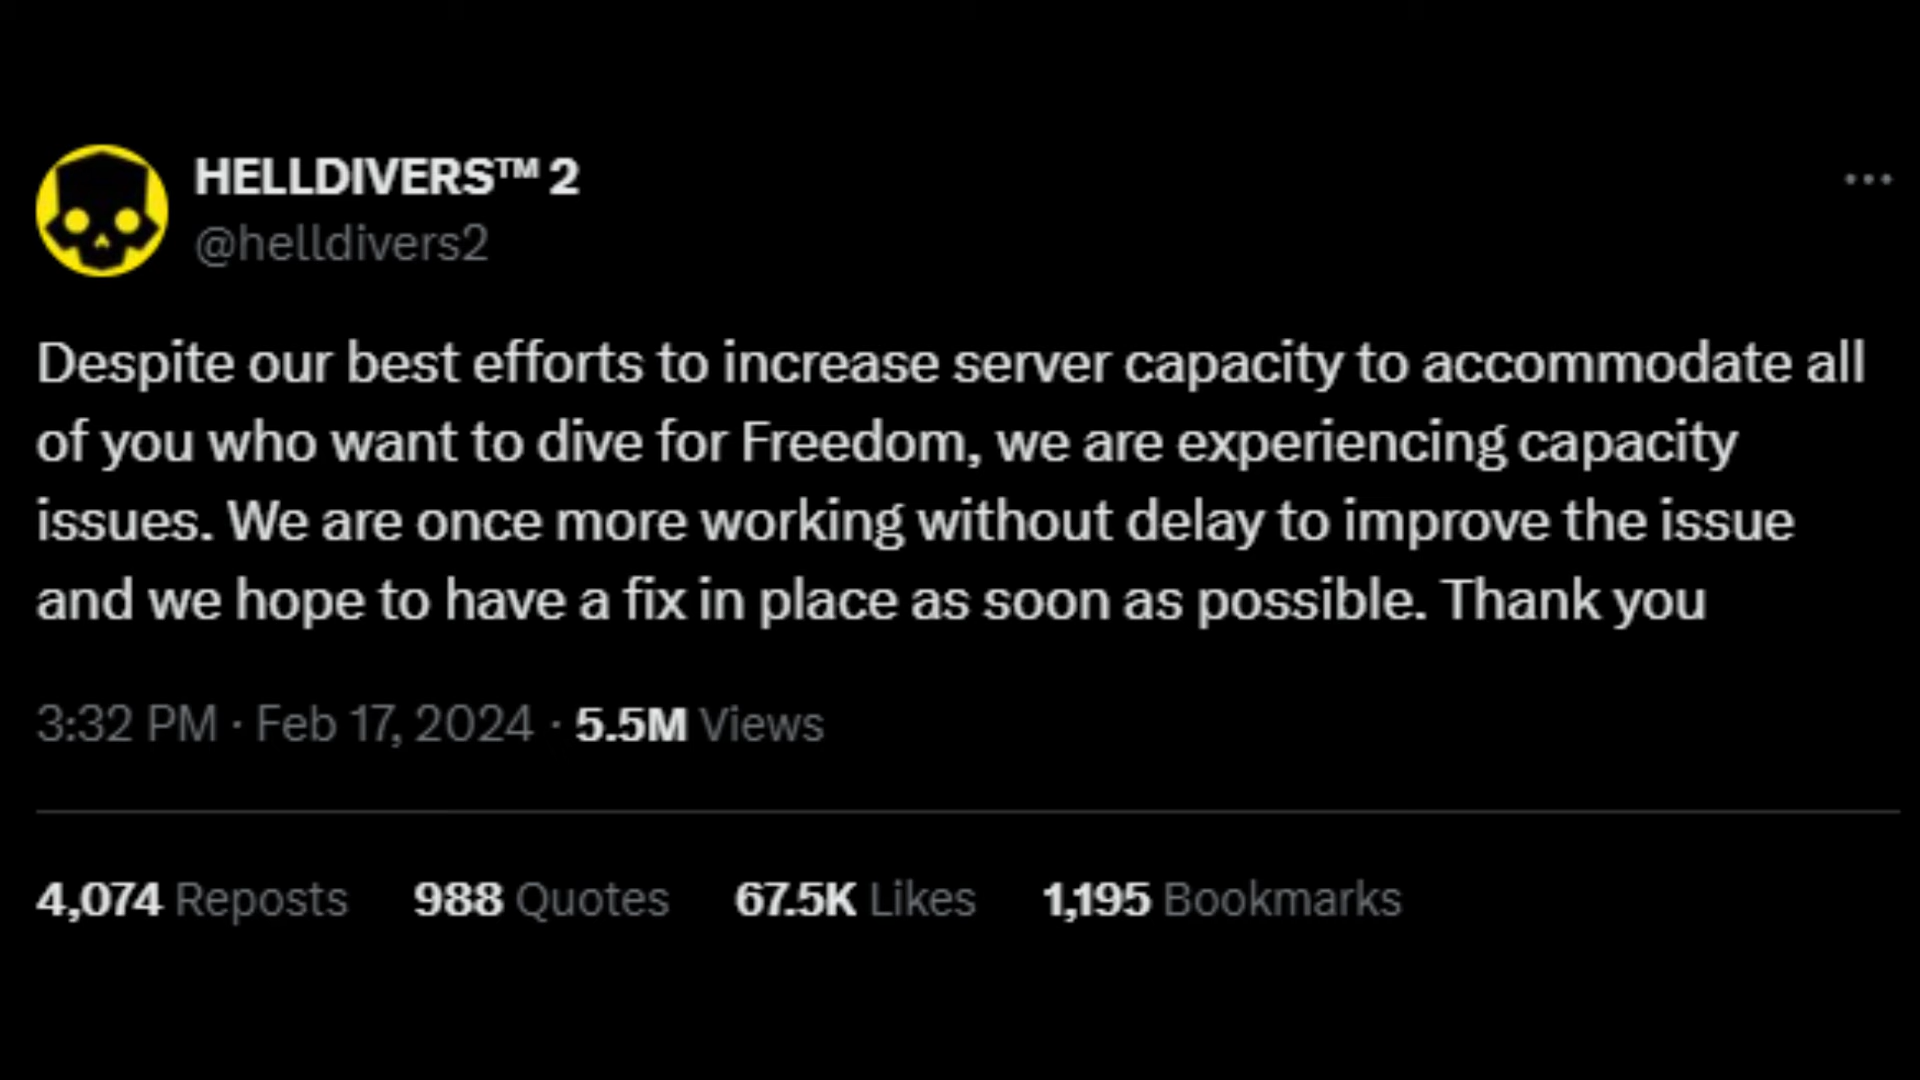 HELLDIVERS™ 2
@helldivers2
Despite our best efforts to increase server capacity to accommodate all
of you who want to dive for Freedom, we are experiencing capacity
issues. We are once more working without delay to improve the issue
and we hope to have a fix in place as soon as possible. Thank you
3:32 PM · Feb 17, 2024 · 5.5M Views
4,074 Reposts 988 Quotes 67.5K Likes 1,195 Bookmarks